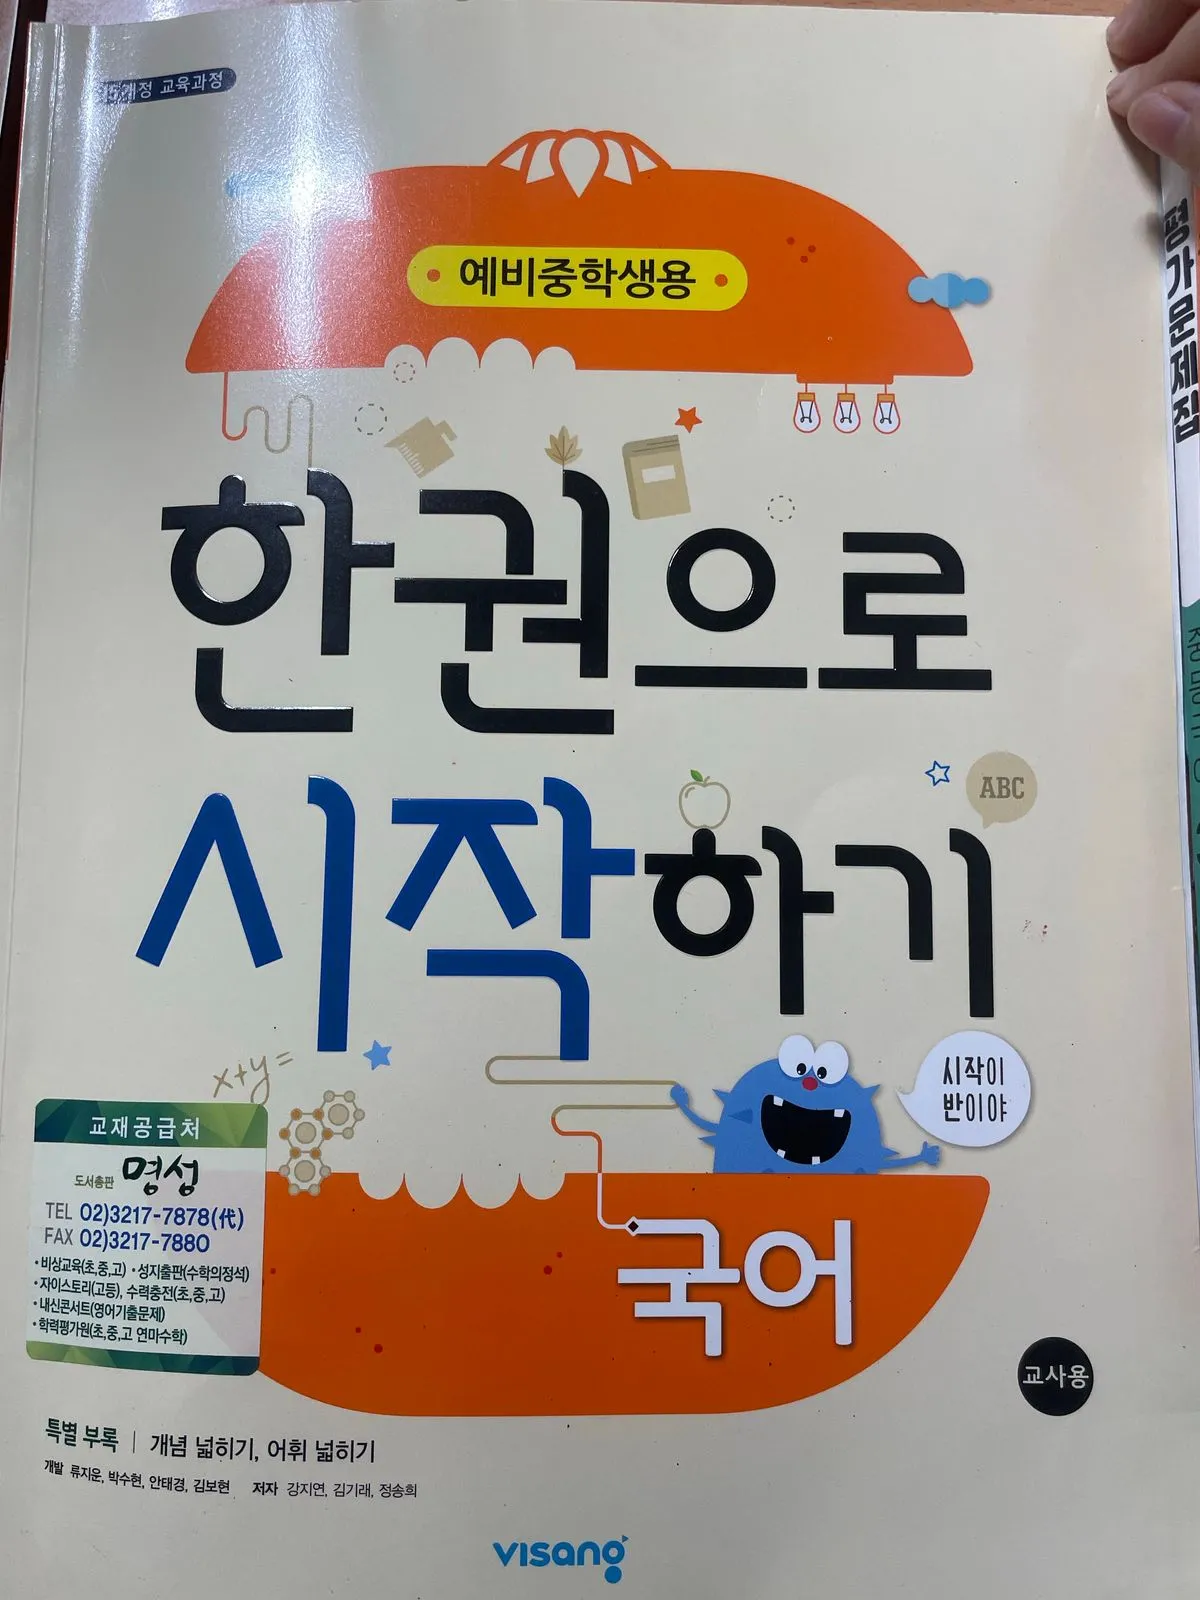 5개정 교육과정
예비중학생용
한권으로
시작하기
ABC
시작이
반이야
x+y=
국어
교재공급처
도서총판 명성
TEL 02)3217-7878(代)
FAX 02)3217-7880
•비상교육(초,중,고) •성지출판(수학의정석)
•자이스토리(고등), 수력충전(초,중,고)
•내신콘서트(영어기출문제)
•학력평가원(초,중,고 연마수학)
교사용
특별 부록 | 개념 넓히기, 어휘 넓히기
개발 류지운, 박수현, 안태경, 김보현 저자 강지연, 김기래, 정송희
visang
평가문제집